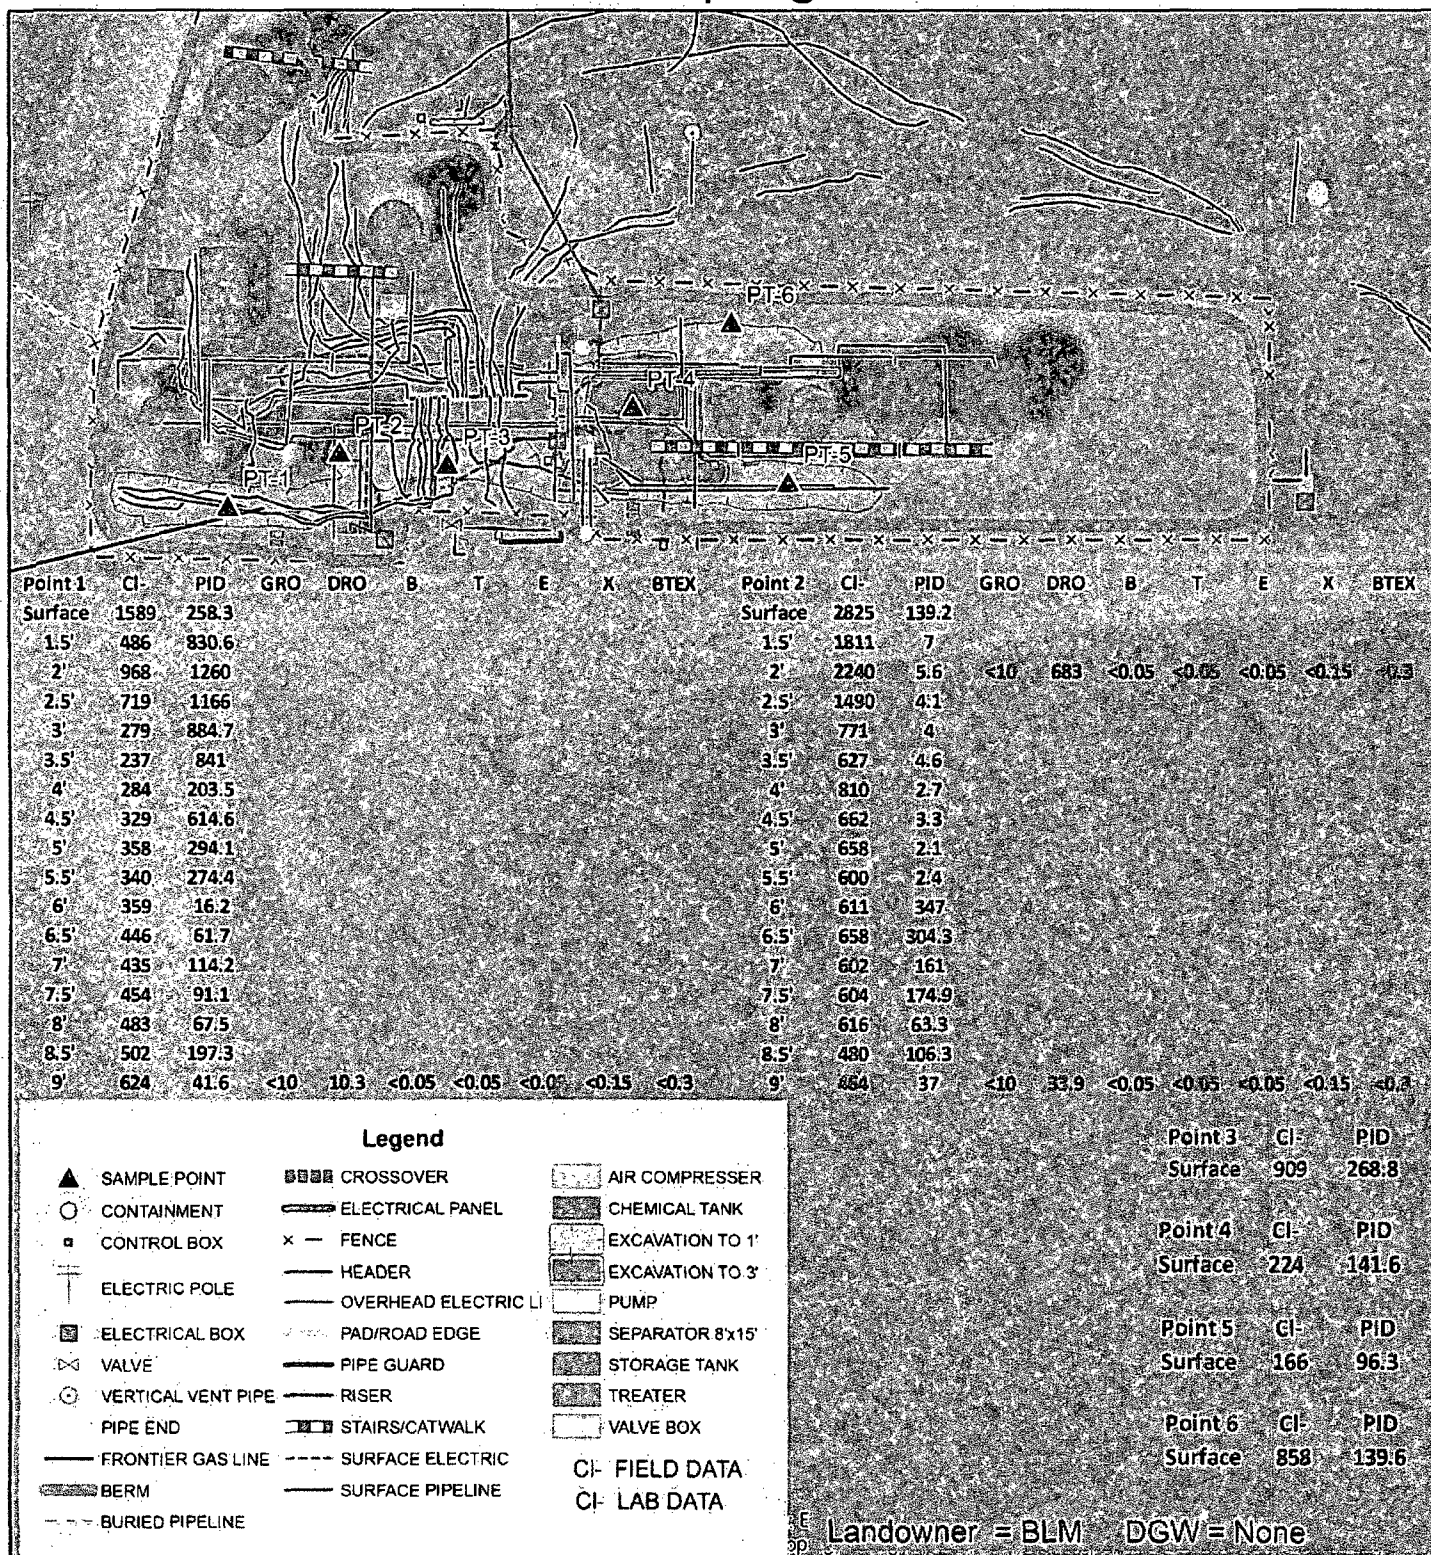 PT-6
PT-4
PT-2
PT-3
PT-5
PT-1
Point 1 Cl- PID GRO DRO B T E X BTEX Point 2 Cl- PID GRO DRO B T E X BTEX
Surface 1589 258.3 Surface 2825 139.2
1.5' 486 830.6 1.5' 1811 7
2' 968 1260 2' 2240 5.6 <10 683 <0.05 <0.05 <0.05 <0.15 <0.3
2.5' 719 1166 2.5' 1490 4.1
3' 279 884.7 3' 771 4
3.5' 237 841 3.5' 627 4.6
4' 284 203.5 4' 810 2.7
4.5' 329 614.6 4.5' 662 3.3
5' 358 294.1 5' 658 2.1
5.5' 340 274.4 5.5' 600 2.4
6' 359 16.2 6' 611 347
6.5' 446 61.7 6.5' 658 304.3
7' 435 114.2 7' 602 161
7.5' 454 91.1 7.5' 604 174.9
8' 483 67.5 8' 616 63.3
8.5' 502 197.3 8.5' 480 106.3
9' 624 41.6 <10 10.3 <0.05 <0.05 <0.15 <0.3 9' 37 <10 33.9 <0.05 <0.05 <0.05 <0.15 <0.3
Legend
SAMPLE POINT CROSSOVER AIR COMPRESSER
CONTAINMENT ELECTRICAL PANEL CHEMICAL TANK
CONTROL BOX FENCE EXCAVATION TO 1'
ELECTRIC POLE HEADER EXCAVATION TO 3'
OVERHEAD ELECTRIC LI PUMP
ELECTRICAL BOX PAD/ROAD EDGE SEPARATOR 8'x15'
VALVE PIPE GUARD STORAGE TANK
VERTICAL VENT PIPE RISER TREATER
PIPE END STAIRS/CATWALK VALVE BOX
FRONTIER GAS LINE SURFACE ELECTRIC
BERM SURFACE PIPELINE
BURIED PIPELINE
Cl- FIELD DATA
Cl- LAB DATA
Point 3 Cl- PID
Surface 909 268.8
Point 4 Cl- PID
Surface 224 141.6
Point 5 Cl- PID
Surface 166 96.3
Point 6 Cl- PID
Surface 858 139.6
Landowner = BLM DGW = None